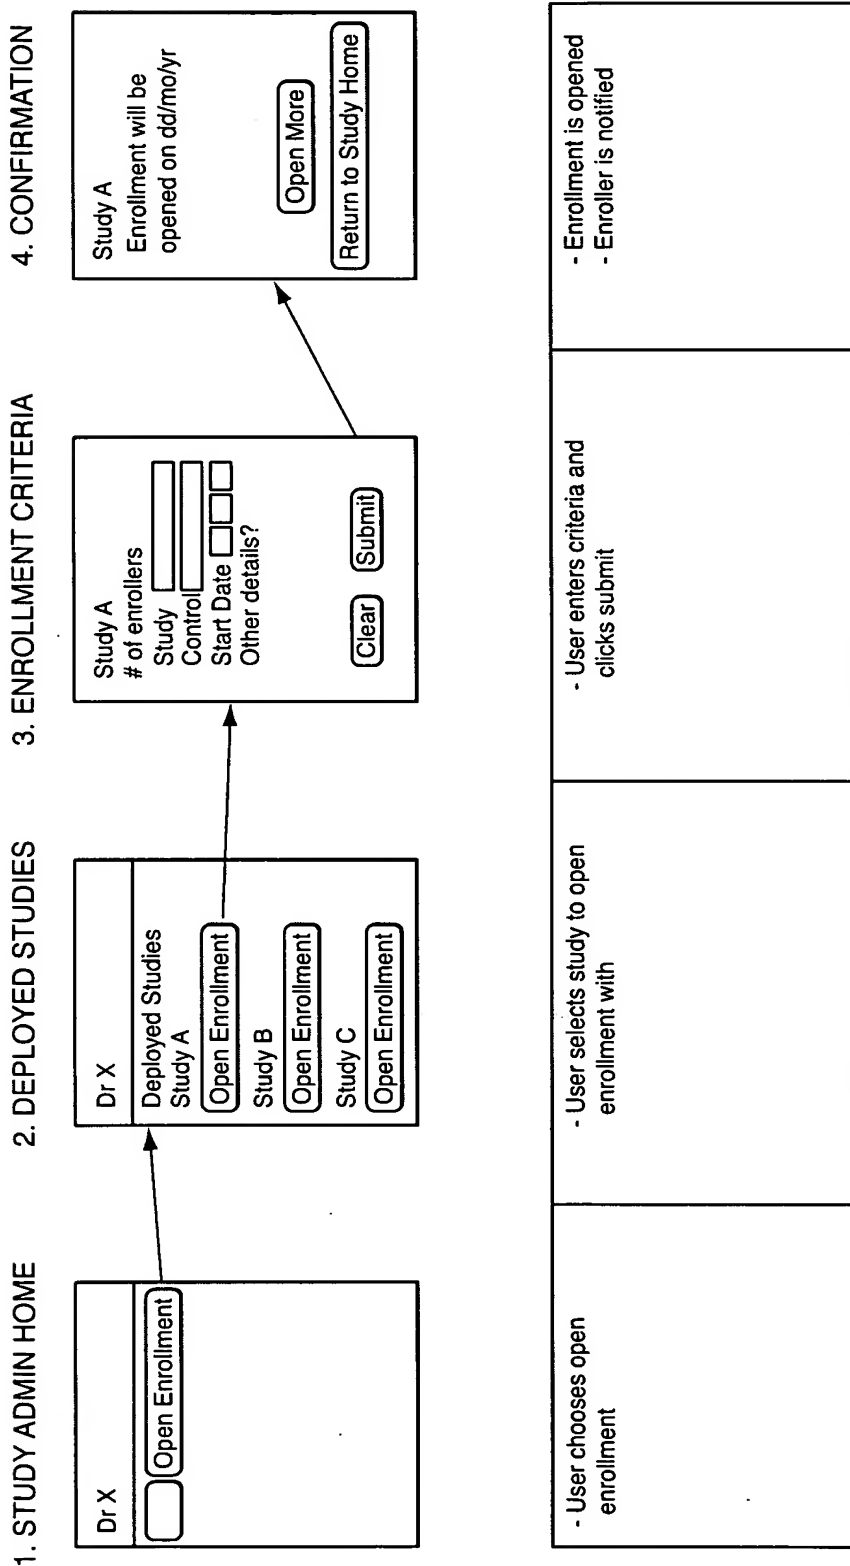 1. STUDY ADMIN HOME
Dr X
Open Enrollment
2. DEPLOYED STUDIES
Dr X
Deployed Studies
Study A
Open Enrollment
Study B
Open Enrollment
Study C
Open Enrollment
3. ENROLLMENT CRITERIA
Study A
# of enrollers
Study
Control
Start Date
Other details?
Clear Submit
4. CONFIRMATION
Study A
Enrollment will be
opened on dd/mo/yr
Open More
Return to Study Home
- User chooses open
enrollment
- User selects study to open
enrollment with
- User enters criteria and
clicks submit
- Enrollment is opened
- Enroller is notified